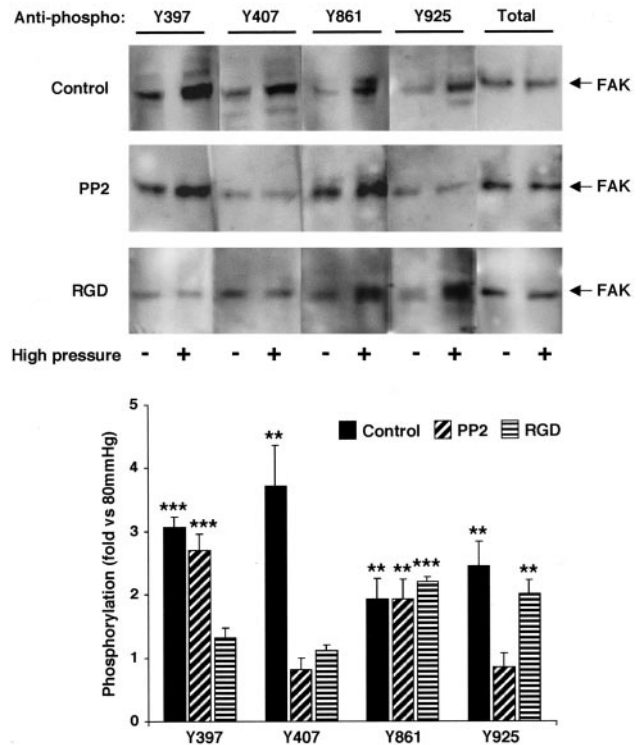 Anti-phospho: Y397 Y407 Y861 Y925 Total
Control FAK
PP2 FAK
RGD FAK
High pressure - + - + - + - + - +
Phosphorylation (fold vs 80mmHg)
5
4
3
2
1
0
Control PP2 RGD
*** *** ** ** ** *** ** **
Y397 Y407 Y861 Y925